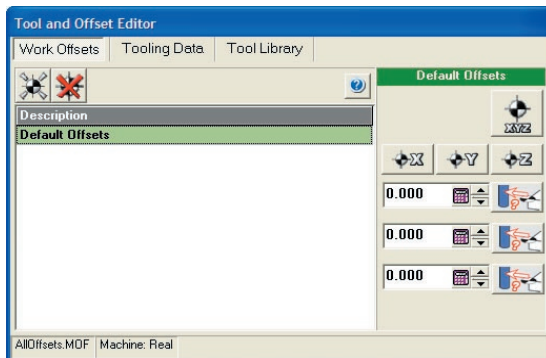 Tool and Offset Editor
Work Offsets Tooling Data Tool Library
Default Offsets
Description
Default Offsets
XYZ
X Y Z
0.000
0.000
0.000
AllOffsets.MOF Machine: Real